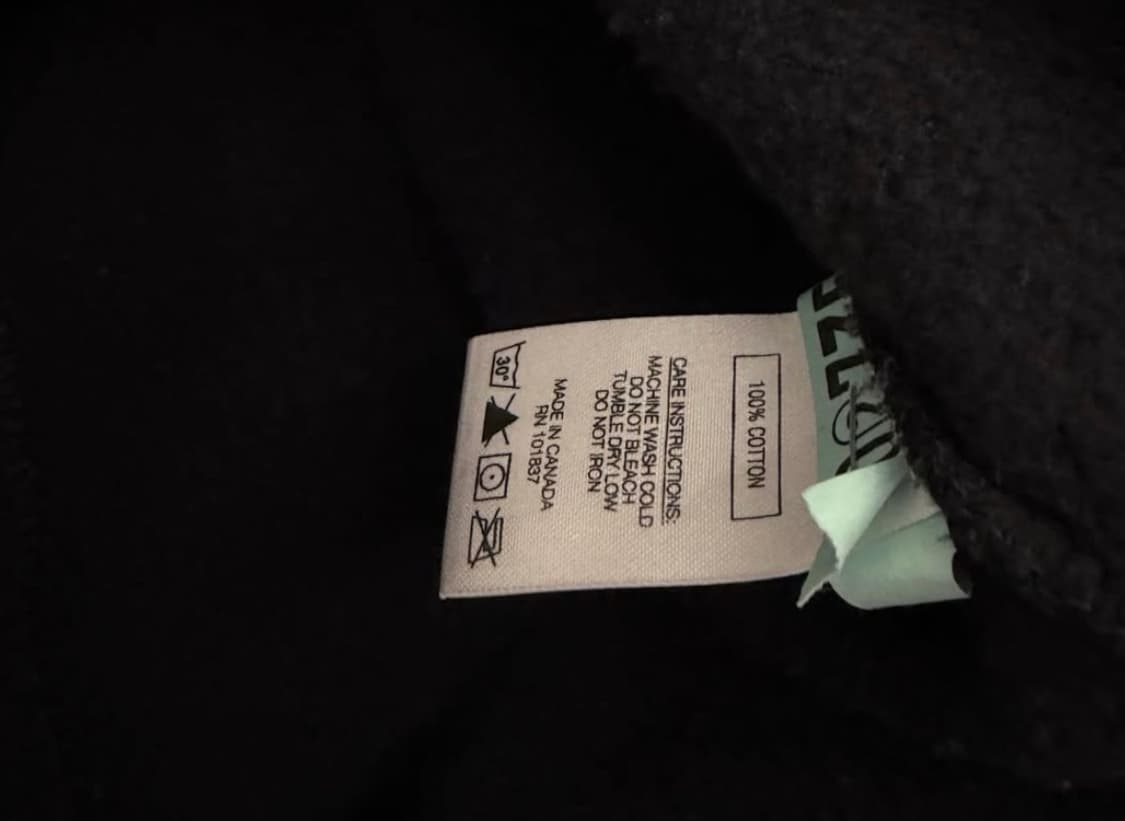 100% COTTON
CARE INSTRUCTIONS:
MACHINE WASH COLD
DO NOT BLEACH
TUMBLE DRY LOW
DO NOT IRON
MADE IN CANADA
RN 101837
30°